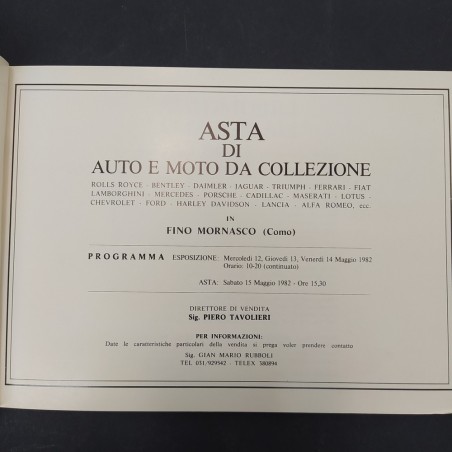 ASTA
DI
AUTO E MOTO DA COLLEZIONE
ROLLS ROYCE - BENTLEY - DAIMLER - JAGUAR - TRIUMPH - FERRARI - FIAT
LAMBORGHINI - MERCEDES - PORSCHE - CADILLAC - MASERATI - LOTUS -
CHEVROLET - FORD - HARLEY DAVIDSON - LANCIA - ALFA ROMEO, ecc.
IN
FINO MORNASCO (Como)
PROGRAMMA ESPOSIZIONE: Mercoledì 12, Giovedì 13, Venerdì 14 Maggio 1982
Orario: 10-20 (continuato)
ASTA: Sabato 15 Maggio 1982 - Ore 15,30
DIRETTORE DI VENDITA
Sig. PIERO TAVOLIERI
PER INFORMAZIONI:
Date le caratteristiche particolari della vendita si prega voler prendere contatto
Sig. GIAN MARIO RUBBOLI
TEL 031/929942 - TELEX 380894